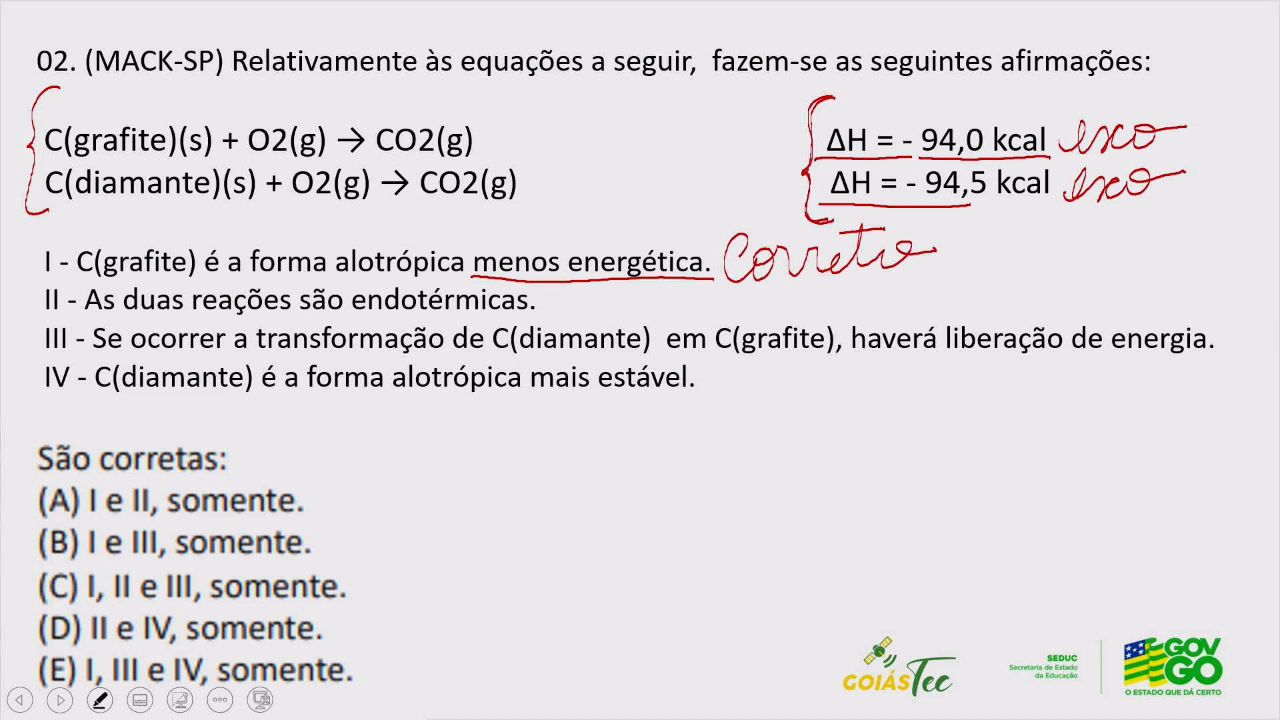 02. (MACK-SP) Relativamente às equações a seguir, fazem-se as seguintes afirmações:
C(grafite)(s) + O2(g) → CO2(g) ΔH = - 94,0 kcal exo
C(diamante)(s) + O2(g) → CO2(g) ΔH = - 94,5 kcal exo
I - C(grafite) é a forma alotrópica menos energética. Correto
II - As duas reações são endotérmicas.
III - Se ocorrer a transformação de C(diamante) em C(grafite), haverá liberação de energia.
IV - C(diamante) é a forma alotrópica mais estável.
São corretas:
(A) I e II, somente.
(B) I e III, somente.
(C) I, II e III, somente.
(D) II e IV, somente.
(E) I, III e IV, somente.
GOIÁS Tec
SEDUC
Secretaria de Estado
da Educação
GOV
GO
O ESTADO QUE DÁ CERTO